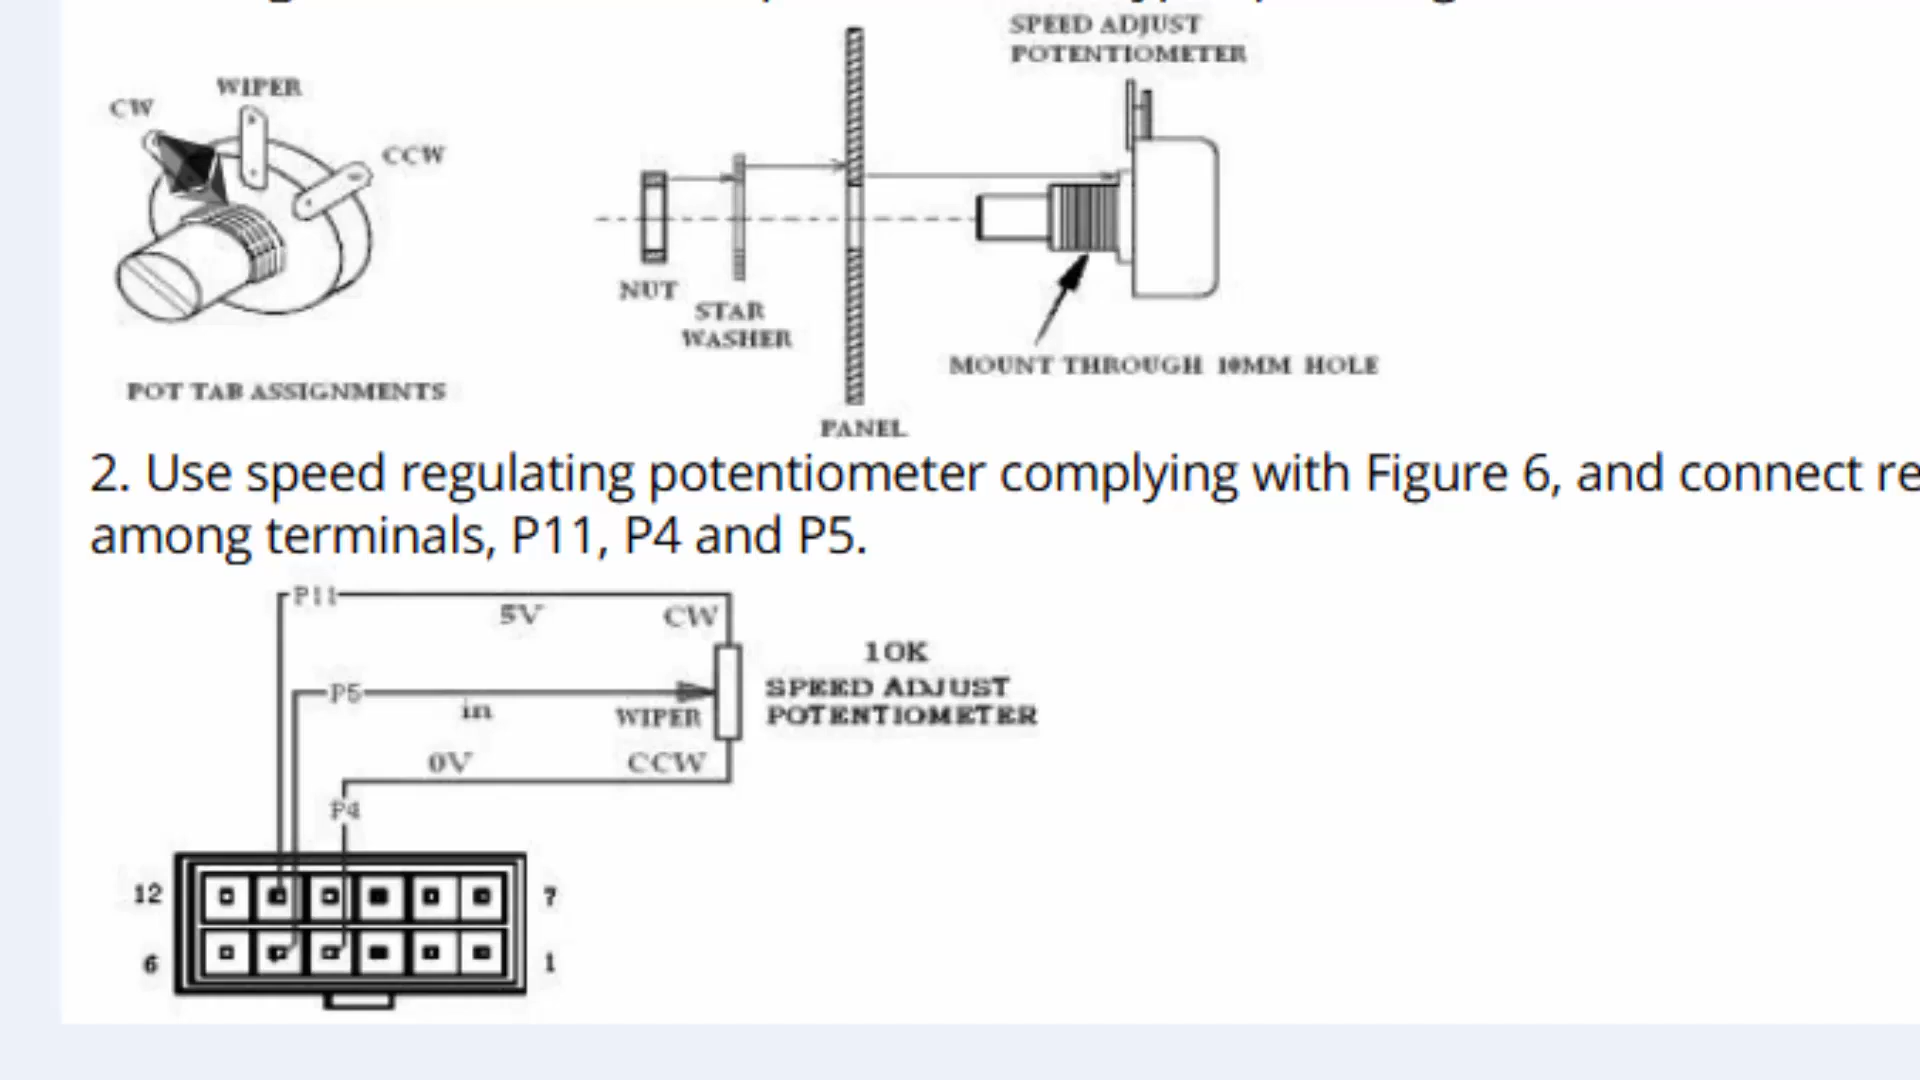 SPEED ADJUST
POTENTIOMETER
WIPER
CW
CCW
NUT
STAR
WASHER
MOUNT THROUGH 10MM HOLE
POT TAB ASSIGNMENTS
PANEL
2. Use speed regulating potentiometer complying with Figure 6, and connect re
among terminals, P11, P4 and P5.
P11
5V
CW
10K
SPEED ADJUST
POTENTIOMETER
P5
in
WIPER
0V
CCW
P4
12
7
6
1